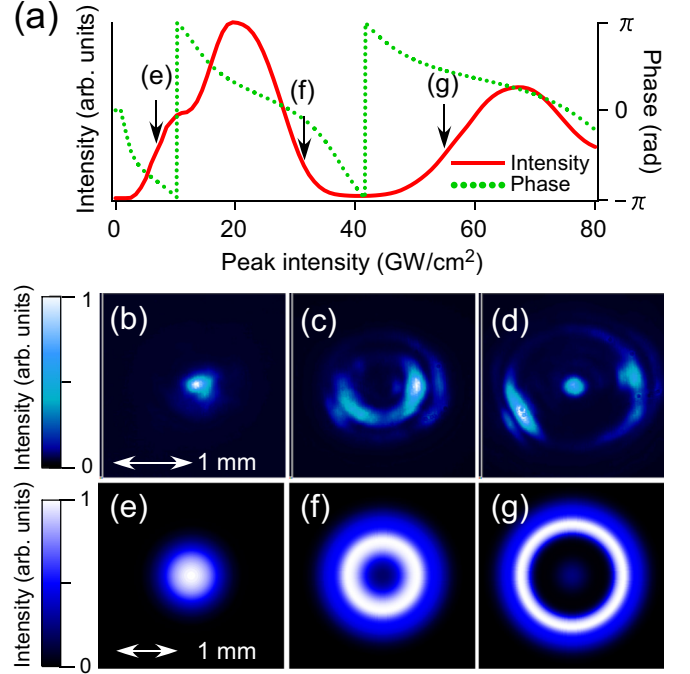 (a)
Intensity (arb. units)
(e)
(f)
(g)
π
0
−π
Phase (rad)
Intensity
Phase
0 20 40 60 80
Peak intensity (GW/cm²)
Intensity (arb. units)
1
0
(b) (c) (d)
1 mm
Intensity (arb. units)
1
0
(e) (f) (g)
1 mm